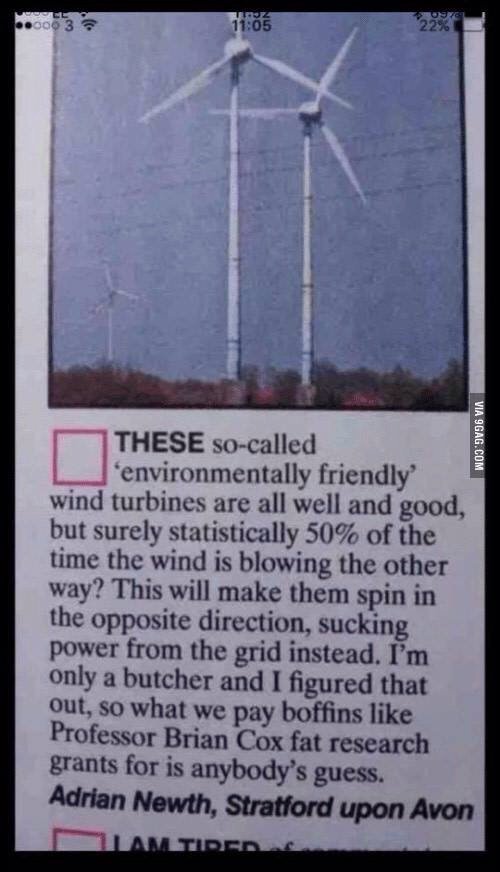 3
11:05
22%
THESE so-called
‘environmentally friendly’
wind turbines are all well and good,
but surely statistically 50% of the
time the wind is blowing the other
way? This will make them spin in
the opposite direction, sucking
power from the grid instead. I’m
only a butcher and I figured that
out, so what we pay boffins like
Professor Brian Cox fat research
grants for is anybody’s guess.
Adrian Newth, Stratford upon Avon
I AM TIRED of
VIA 9GAG.COM